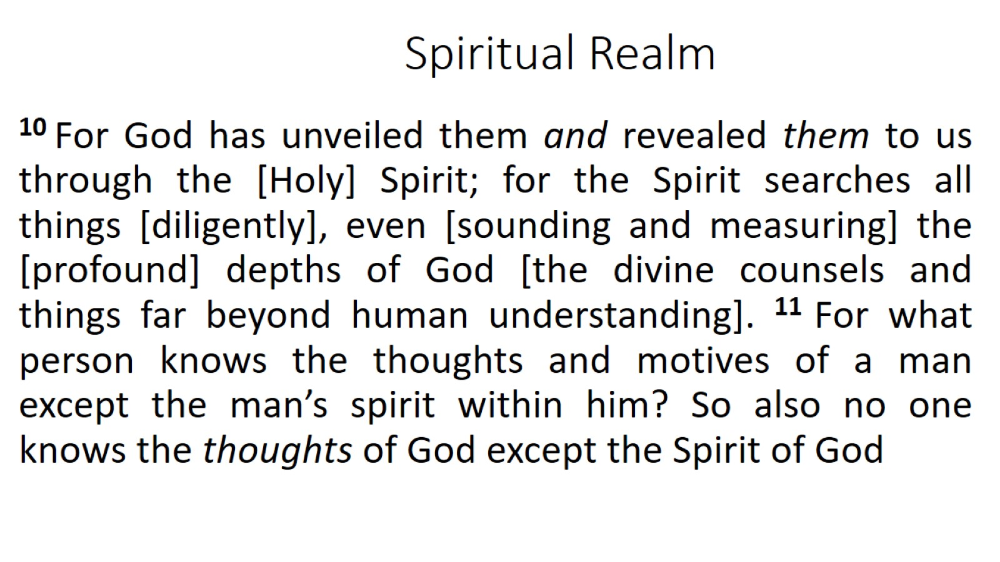 Spiritual Realm
10 For God has unveiled them and revealed them to us
through the [Holy] Spirit; for the Spirit searches all
things [diligently], even [sounding and measuring] the
[profound] depths of God [the divine counsels and
things far beyond human understanding]. 11 For what
person knows the thoughts and motives of a man
except the man’s spirit within him? So also no one
knows the thoughts of God except the Spirit of God